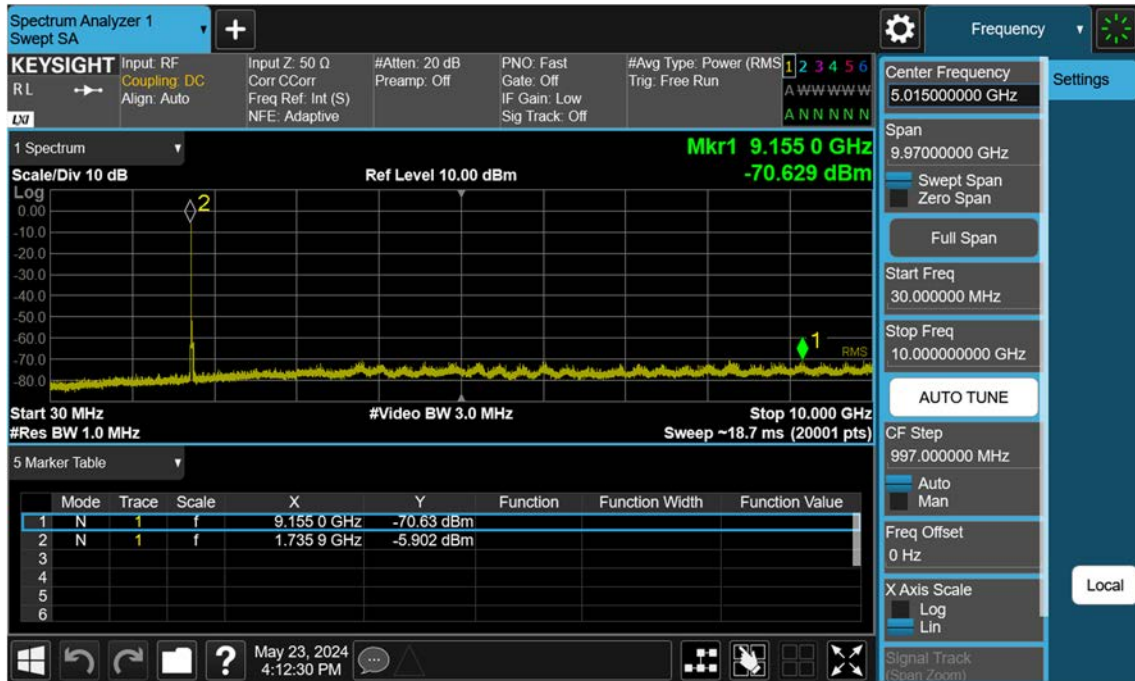 Spectrum Analyzer 1
Swept SA
Frequency
KEYSIGHT
R L
LXI
Input: RF
Coupling: DC
Align: Auto
Input Z: 50 Ω
Corr CCorr
Freq Ref: Int (S)
NFE: Adaptive
#Atten: 20 dB
Preamp: Off
PNO: Fast
Gate: Off
IF Gain: Low
Sig Track: Off
#Avg Type: Power (RMS
Trig: Free Run
1 2 3 4 5 6
A W W W W W
A N N N N N
1 Spectrum
Mkr1 9.155 0 GHz
-70.629 dBm
Scale/Div 10 dB
Ref Level 10.00 dBm
Log
0.00
-10.0
-20.0
-30.0
-40.0
-50.0
-60.0
-70.0
-80.0
2
1
RMS
Start 30 MHz
#Video BW 3.0 MHz
Stop 10.000 GHz
#Res BW 1.0 MHz
Sweep ~18.7 ms (20001 pts)
5 Marker Table
Mode Trace Scale X Y Function Function Width Function Value
1 N 1 f 9.155 0 GHz -70.63 dBm
2 N 1 f 1.735 9 GHz -5.902 dBm
3
4
5
6
?
May 23, 2024
4:12:30 PM
Center Frequency
5.015000000 GHz
Settings
Span
9.97000000 GHz
Swept Span
Zero Span
Full Span
Start Freq
30.000000 MHz
Stop Freq
10.000000000 GHz
AUTO TUNE
CF Step
997.000000 MHz
Auto
Man
Freq Offset
0 Hz
X Axis Scale
Log
Lin
Local
Signal Track
(Span Zoom)